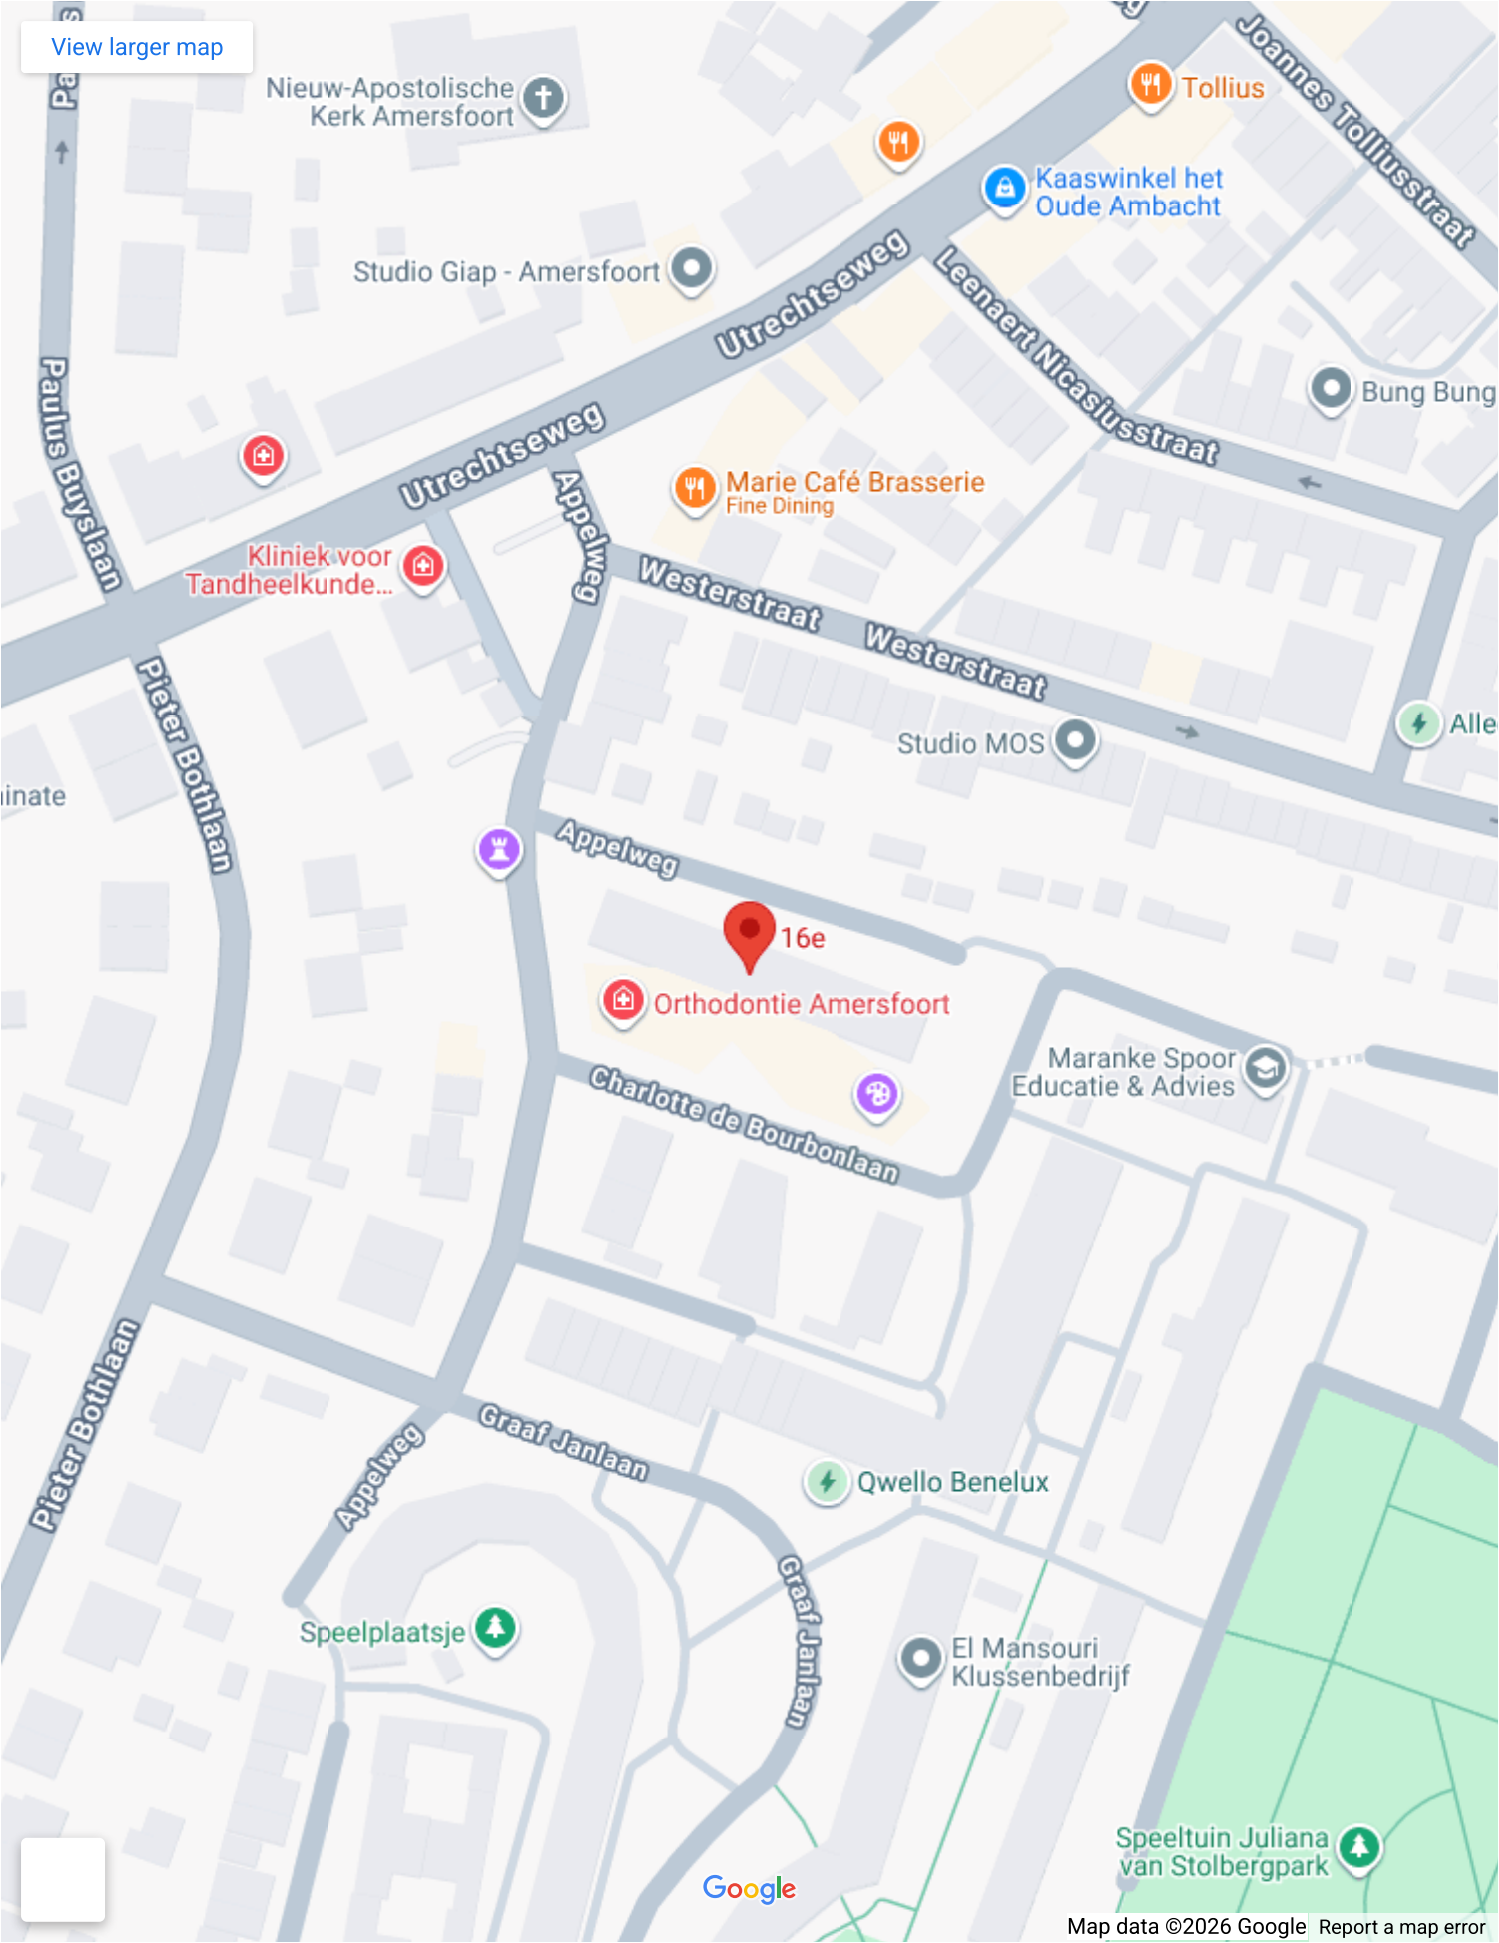 View larger map
Nieuw-Apostolische
Kerk Amersfoort
Tollius
Joannes Tolliusstraat
Kaaswinkel het
Oude Ambacht
Studio Giap - Amersfoort
Utrechtseweg
Leenaert Nicasiusstraat
Bung Bung
Paulus Buyslaan
Utrechtseweg
Appelweg
Marie Café Brasserie
Fine Dining
Kliniek voor
Tandheelkunde...
Westerstraat
Westerstraat
Pieter Bothlaan
Studio MOS
Alle
inate
Appelweg
16e
Orthodontie Amersfoort
Maranke Spoor
Educatie & Advies
Charlotte de Bourbonlaan
Pieter Bothlaan
Graaf Janlaan
Appelweg
Qwello Benelux
Graaf Janlaan
Speelplaatsje
El Mansouri
Klussenbedrijf
Speeltuin Juliana
van Stolbergpark
Google
Map data ©2026 Google
Report a map error